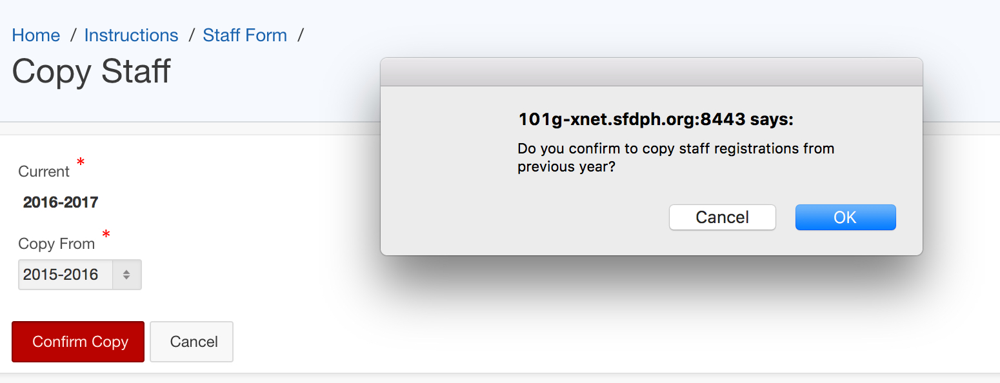 Home / Instructions / Staff Form /
Copy Staff
101g-xnet.sfdph.org:8443 says:
Do you confirm to copy staff registrations from
previous year?
Cancel OK
Current *
2016-2017
Copy From *
2015-2016
Confirm Copy Cancel